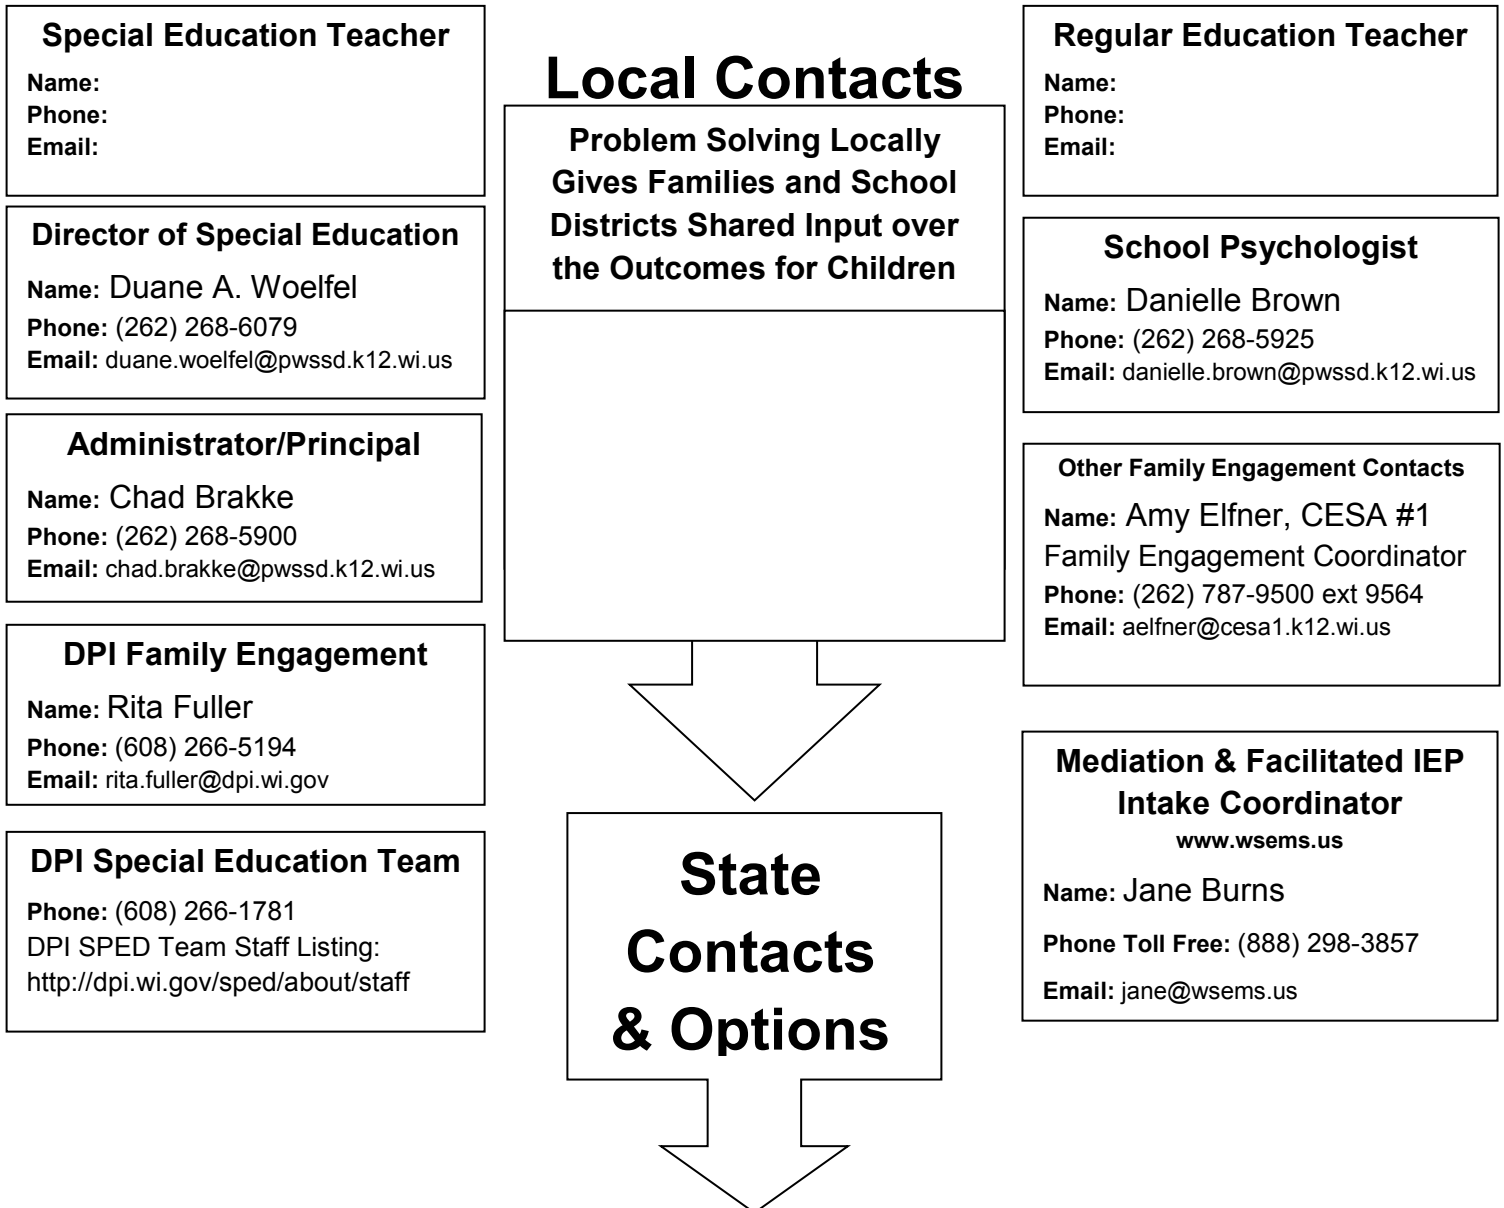 Special Education Teacher
Name:
Phone:
Email:
Director of Special Education
Name: Duane A. Woelfel
Phone: (262) 268-6079
Email: duane.woelfel@pwssd.k12.wi.us
Administrator/Principal
Name: Chad Brakke
Phone: (262) 268-5900
Email: chad.brakke@pwssd.k12.wi.us
DPI Family Engagement
Name: Rita Fuller
Phone: (608) 266-5194
Email: rita.fuller@dpi.wi.gov
DPI Special Education Team
Phone: (608) 266-1781
DPI SPED Team Staff Listing:
http://dpi.wi.gov/sped/about/staff
Local Contacts
Problem Solving Locally
Gives Families and School
Districts Shared Input over
the Outcomes for Children
State
Contacts
& Options
Regular Education Teacher
Name:
Phone:
Email:
School Psychologist
Name: Danielle Brown
Phone: (262) 268-5925
Email: danielle.brown@pwssd.k12.wi.us
Other Family Engagement Contacts
Name: Amy Elfner, CESA #1
Family Engagement Coordinator
Phone: (262) 787-9500 ext 9564
Email: aelfner@cesa1.k12.wi.us
Mediation & Facilitated IEP
Intake Coordinator
www.wsems.us
Name: Jane Burns
Phone Toll Free: (888) 298-3857
Email: jane@wsems.us